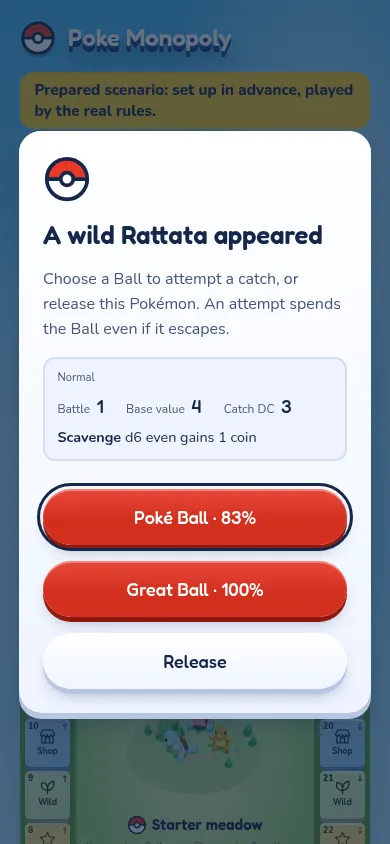 Poke Monopoly
Prepared scenario: set up in advance, played
by the real rules.
A wild Rattata appeared
Choose a Ball to attempt a catch, or
release this Pokémon. An attempt spends
the Ball even if it escapes.
Normal
Battle 1 Base value 4 Catch DC 3
Scavenge d6 even gains 1 coin
Poké Ball · 83%
Great Ball · 100%
Release
10 ↑
Shop
20 ↓
Shop
9 ↑
Wild
21 ↓
Wild
8 ↑
22 ↓
Starter meadow